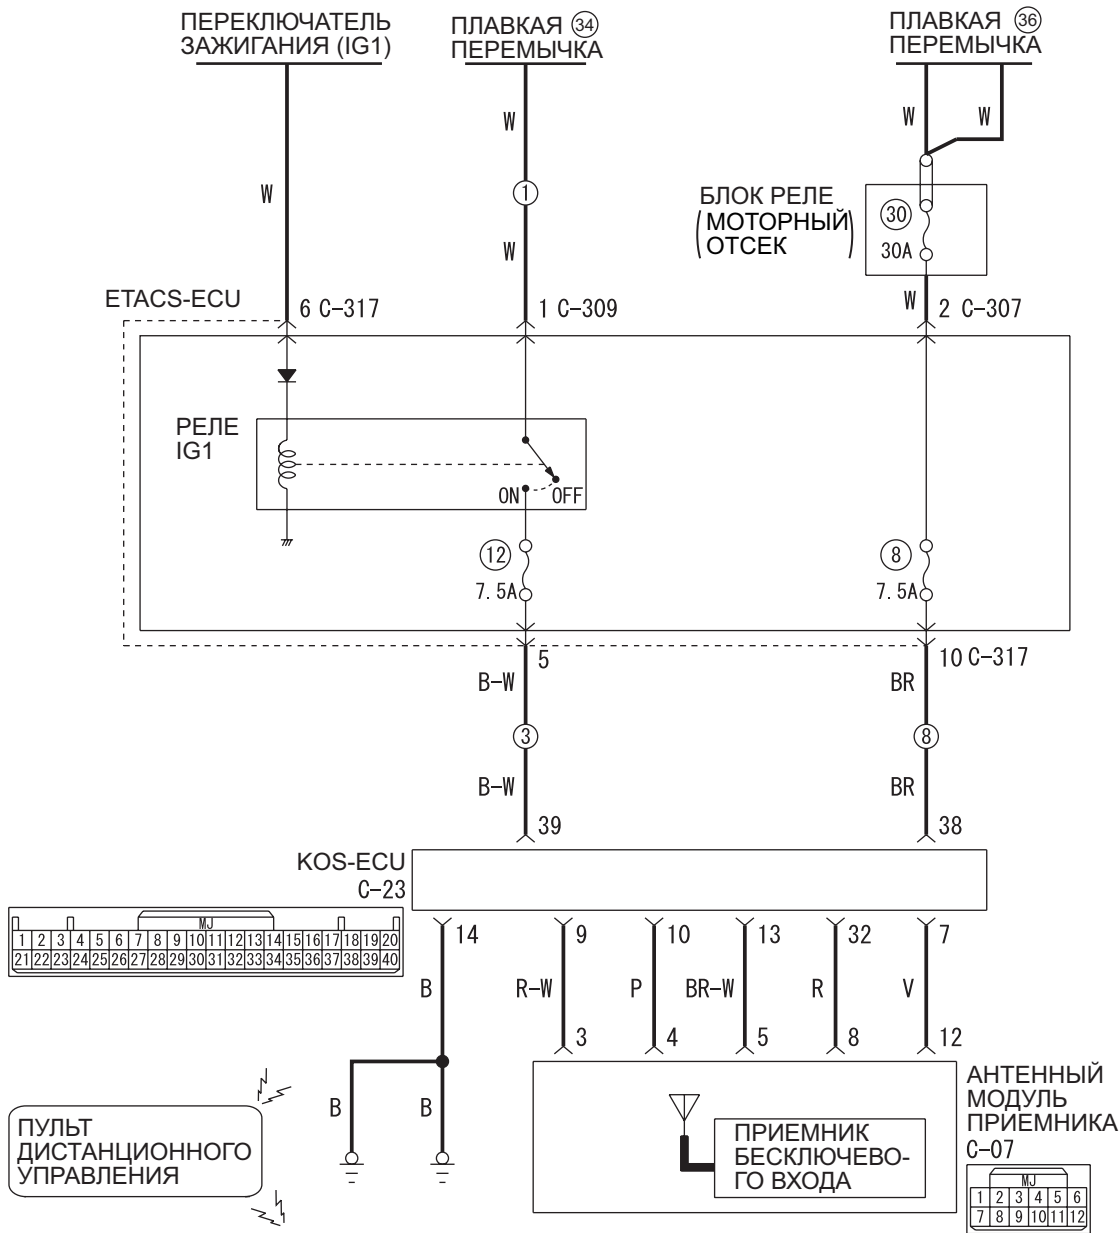 ПЕРЕКЛЮЧАТЕЛЬ
ЗАЖИГАНИЯ (IG1)
ПЛАВКАЯ 34
ПЕРЕМЫЧКА
ПЛАВКАЯ 36
ПЕРЕМЫЧКА
W
W
W
W
1
W
БЛОК РЕЛЕ
(МОТОРНЫЙ
ОТСЕК)
30
30A
W
ETACS-ECU
6 C-317
1 C-309
2 C-307
РЕЛЕ
IG1
ON
OFF
12
7.5A
8
7.5A
5
10 C-317
B-W
BR
3
8
B-W
BR
39
38
KOS-ECU
C-23
MJ
1 2 3 4 5 6 7 8 9 10 11 12 13 14 15 16 17 18 19 20
21 22 23 24 25 26 27 28 29 30 31 32 33 34 35 36 37 38 39 40
14
9
10
13
32
7
B
R-W
P
BR-W
R
V
3
4
5
8
12
B
B
ПУЛЬТ
ДИСТАНЦИОННОГО
УПРАВЛЕНИЯ
ПРИЕМНИК
БЕСКЛЮЧЕВО-
ГО ВХОДА
АНТЕННЫЙ
МОДУЛЬ
ПРИЕМНИКА
C-07
MJ
1 2 3 4 5 6
7 8 9 10 11 12